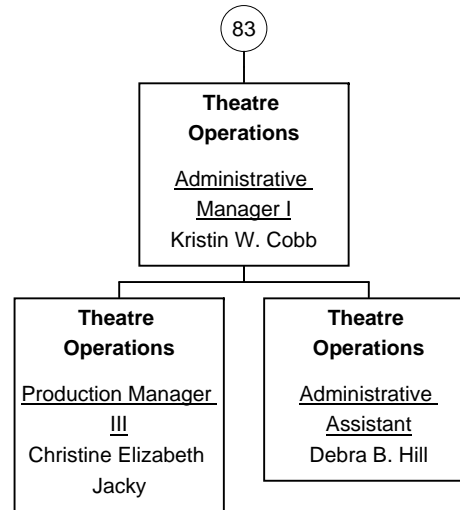 83
Theatre
Operations
Administrative
Manager I
Kristin W. Cobb
Theatre
Operations
Production Manager
III
Christine Elizabeth
Jacky
Theatre
Operations
Administrative
Assistant
Debra B. Hill